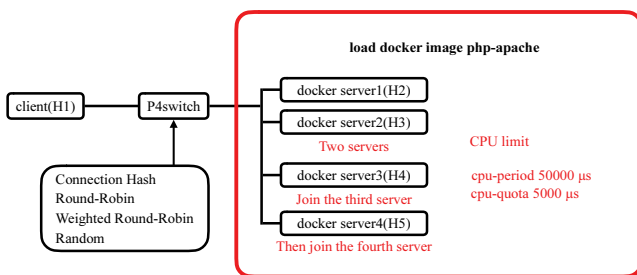 load docker image php-apache
client(H1)
P4switch
docker server1(H2)
docker server2(H3)
Two servers
docker server3(H4)
Join the third server
docker server4(H5)
Then join the fourth server
CPU limit
cpu-period 50000 μs
cpu-quota 5000 μs
Connection Hash
Round-Robin
Weighted Round-Robin
Random